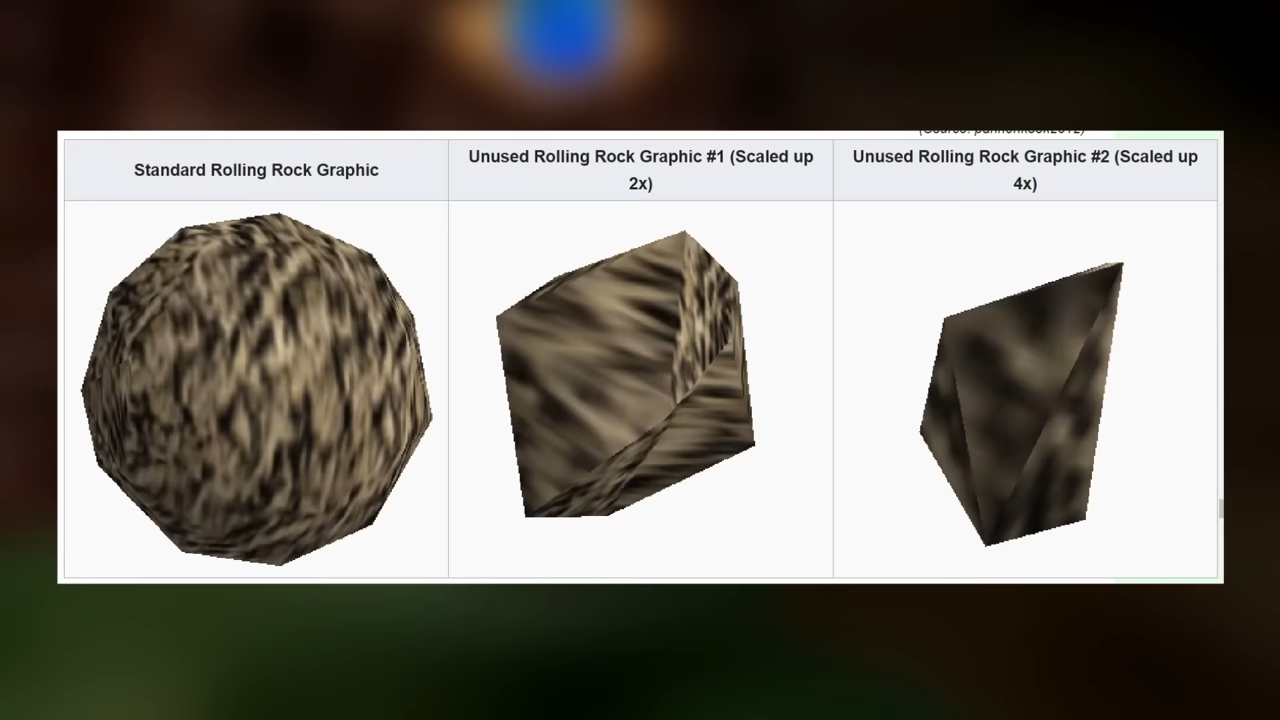 Standard Rolling Rock Graphic
Unused Rolling Rock Graphic #1 (Scaled up
2x)
Unused Rolling Rock Graphic #2 (Scaled up
4x)